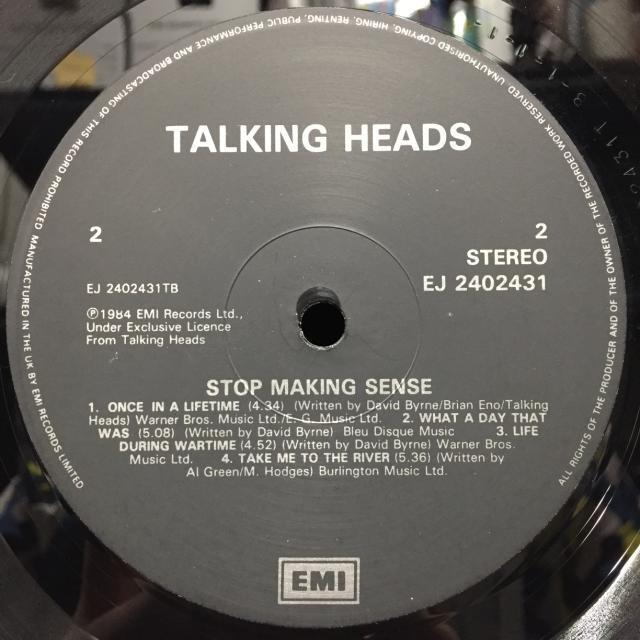 UNAUTHORISED COPYING, HIRING, RENTING, PUBLIC PERFORMANCE AND BROADCASTING OF THIS RECORD PROHIBITED MANUFACTURED IN THE UK BY EMI RECORDS LIMITED
ALL RIGHTS OF THE PRODUCER AND OF THE OWNER OF THE RECORDED WORK RESERVED
TALKING HEADS
2
2
STEREO
EJ 2402431TB
EJ 2402431
Ⓟ1984 EMI Records Ltd.,
Under Exclusive Licence
From Talking Heads
STOP MAKING SENSE
1. ONCE IN A LIFETIME (4.34) (Written by David Byrne/Brian Eno/Talking
Heads) Warner Bros. Music Ltd./E. G. Music Ltd. 2. WHAT A DAY THAT
WAS (5.08) (Written by David Byrne) Bleu Disque Music 3. LIFE
DURING WARTIME (4.52) (Written by David Byrne) Warner Bros.
Music Ltd. 4. TAKE ME TO THE RIVER (5.36) (Written by
Al Green/M. Hodges) Burlington Music Ltd.
EMI